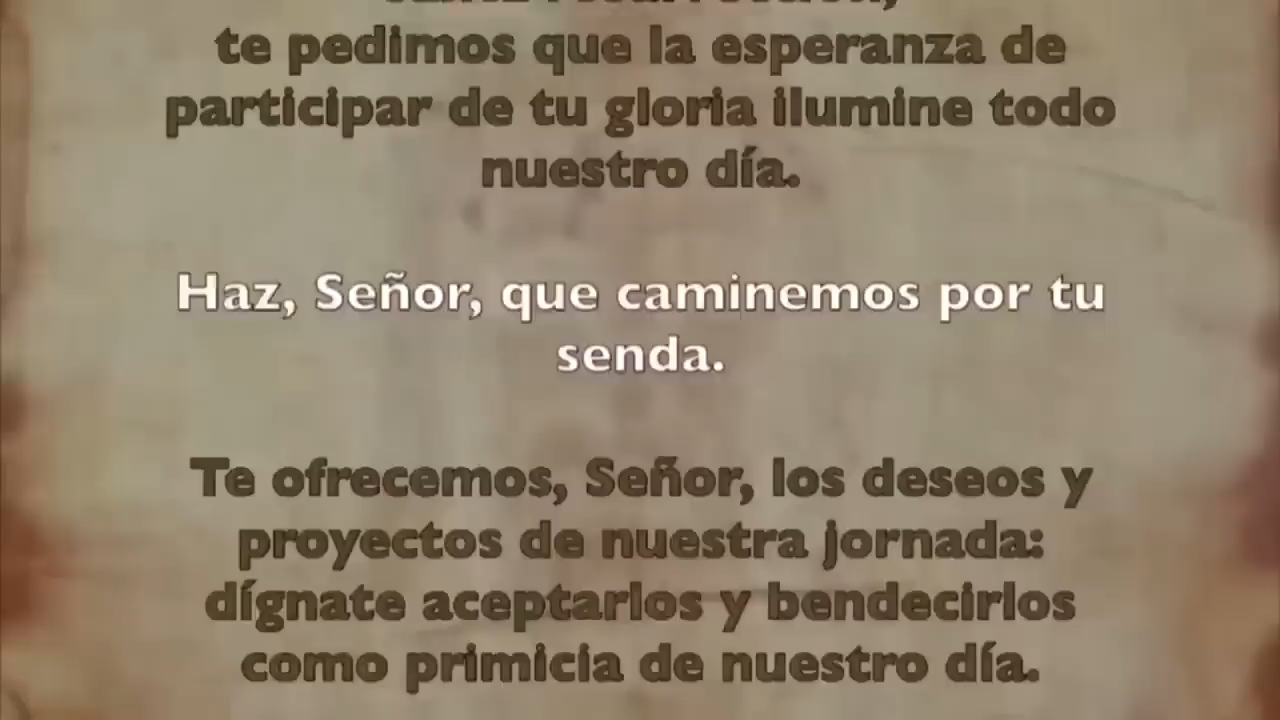 te pedimos que la esperanza de
participar de tu gloria ilumine todo
nuestro día.
Haz, Señor, que caminemos por tu
senda.
Te ofrecemos, Señor, los deseos y
proyectos de nuestra jornada:
dígnate aceptarlos y bendecirlos
como primicia de nuestro día.